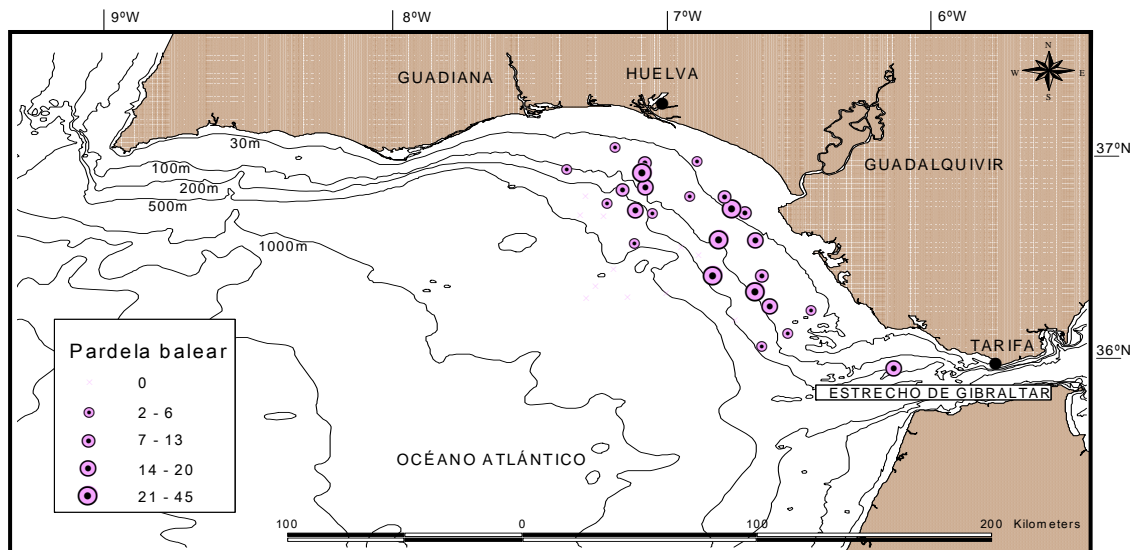 9ºW 8ºW 7ºW 6ºW
N
W E
S
GUADIANA HUELVA
GUADALQUIVIR
37ºN
30m
100m
200m
500m
1000m
TARIFA
36ºN
ESTRECHO DE GIBRALTAR
OCÉANO ATLÁNTICO
Pardela balear
0
2 - 6
7 - 13
14 - 20
21 - 45
100 0 100 200 Kilometers